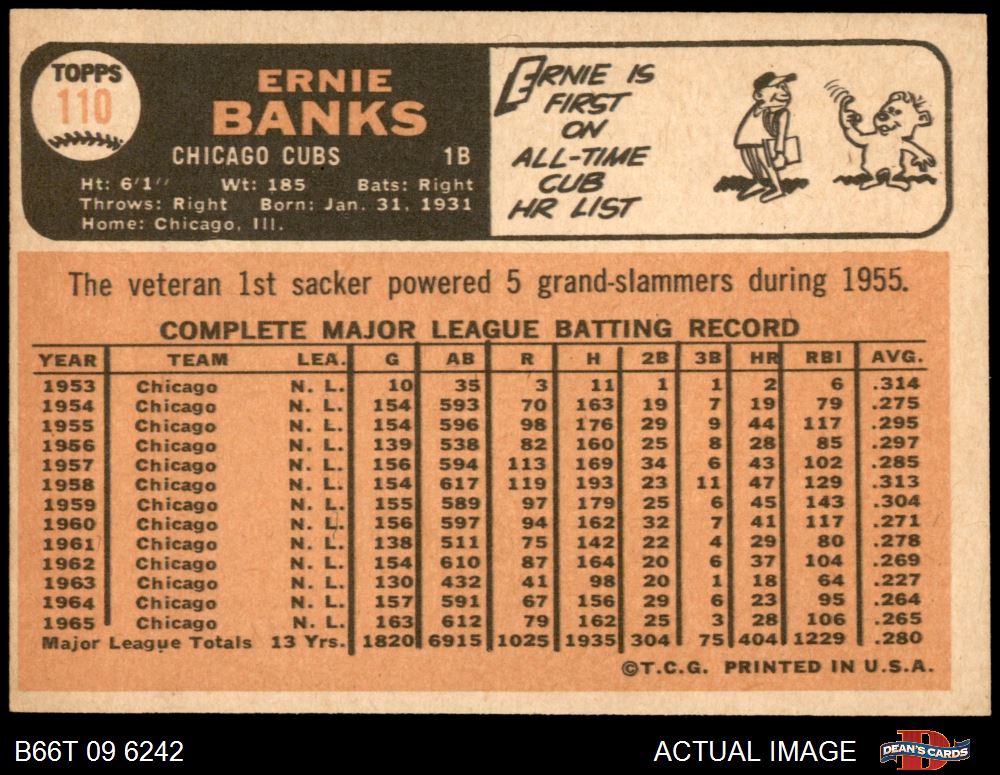 TOPPS
110
ERNIE
BANKS
CHICAGO CUBS 1B
Ht: 6'1" Wt: 185 Bats: Right
Throws: Right Born: Jan. 31, 1931
Home: Chicago, Ill.
ERNIE IS
FIRST
ON
ALL-TIME
CUB
HR LIST
The veteran 1st sacker powered 5 grand-slammers during 1955.
COMPLETE MAJOR LEAGUE BATTING RECORD
YEAR TEAM LEA. G AB R H 2B 3B HR RBI AVG.
1953 Chicago N. L. 10 35 3 11 1 1 2 6 .314
1954 Chicago N. L. 154 593 70 163 19 7 19 79 .275
1955 Chicago N. L. 154 596 98 176 29 9 44 117 .295
1956 Chicago N. L. 139 538 82 160 25 8 28 85 .297
1957 Chicago N. L. 156 594 113 169 34 6 43 102 .285
1958 Chicago N. L. 154 617 119 193 23 11 47 129 .313
1959 Chicago N. L. 155 589 97 179 25 6 45 143 .304
1960 Chicago N. L. 156 597 94 162 32 7 41 117 .271
1961 Chicago N. L. 138 511 75 142 22 4 29 80 .278
1962 Chicago N. L. 154 610 87 164 20 6 37 104 .269
1963 Chicago N. L. 130 432 41 98 20 1 18 64 .227
1964 Chicago N. L. 157 591 67 156 29 6 23 95 .264
1965 Chicago N. L. 163 612 79 162 25 3 28 106 .265
Major League Totals 13 Yrs. 1820 6915 1025 1935 304 75 404 1229 .280
©T.C.G. PRINTED IN U.S.A.
B66T 09 6242 ACTUAL IMAGE DEAN'S CARDS